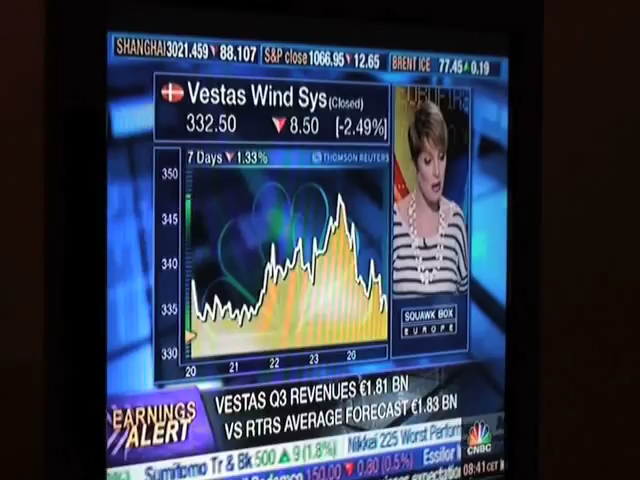 SHANGHAI 3021.459 ▼ 88.107 S&P close 1066.95 ▼ 12.65 BRENT ICE 77.45 ▲ 0.19
Vestas Wind Sys (Closed)
332.50 ▼ 8.50 [-2.49%]
7 Days ▼ 1.33% THOMSON REUTERS
350
345
340
335
330
20 21 22 23 26
SQUAWK BOX
EUROPE
EARNINGS
ALERT
VESTAS Q3 REVENUES €1.81 BN
VS RTRS AVERAGE FORECAST €1.83 BN
Sumitomo Tr & Bk 500 ▲ 9 (1.8%) Nikkei 225 Worst Perform
150.00 ▼ 0.80 (0.5%) Essilor
CNBC
08:41 CET